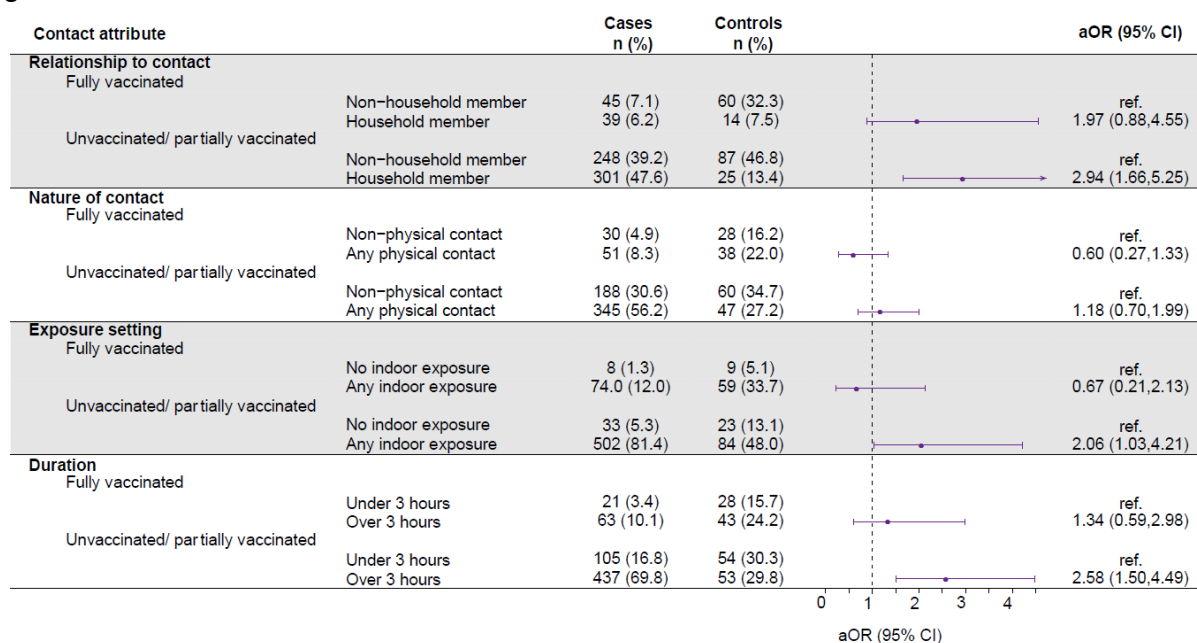 g
Contact attribute Cases n (%) Controls n (%) aOR (95% CI)
Relationship to contact
Fully vaccinated
Non−household member 45 (7.1) 60 (32.3) ref.
Household member 39 (6.2) 14 (7.5) 1.97 (0.88,4.55)
Unvaccinated/ partially vaccinated
Non−household member 248 (39.2) 87 (46.8) ref.
Household member 301 (47.6) 25 (13.4) 2.94 (1.66,5.25)
Nature of contact
Fully vaccinated
Non−physical contact 30 (4.9) 28 (16.2) ref.
Any physical contact 51 (8.3) 38 (22.0) 0.60 (0.27,1.33)
Unvaccinated/ partially vaccinated
Non−physical contact 188 (30.6) 60 (34.7) ref.
Any physical contact 345 (56.2) 47 (27.2) 1.18 (0.70,1.99)
Exposure setting
Fully vaccinated
No indoor exposure 8 (1.3) 9 (5.1) ref.
Any indoor exposure 74.0 (12.0) 59 (33.7) 0.67 (0.21,2.13)
Unvaccinated/ partially vaccinated
No indoor exposure 33 (5.3) 23 (13.1) ref.
Any indoor exposure 502 (81.4) 84 (48.0) 2.06 (1.03,4.21)
Duration
Fully vaccinated
Under 3 hours 21 (3.4) 28 (15.7) ref.
Over 3 hours 63 (10.1) 43 (24.2) 1.34 (0.59,2.98)
Unvaccinated/ partially vaccinated
Under 3 hours 105 (16.8) 54 (30.3) ref.
Over 3 hours 437 (69.8) 53 (29.8) 2.58 (1.50,4.49)
0 1 2 3 4
aOR (95% CI)